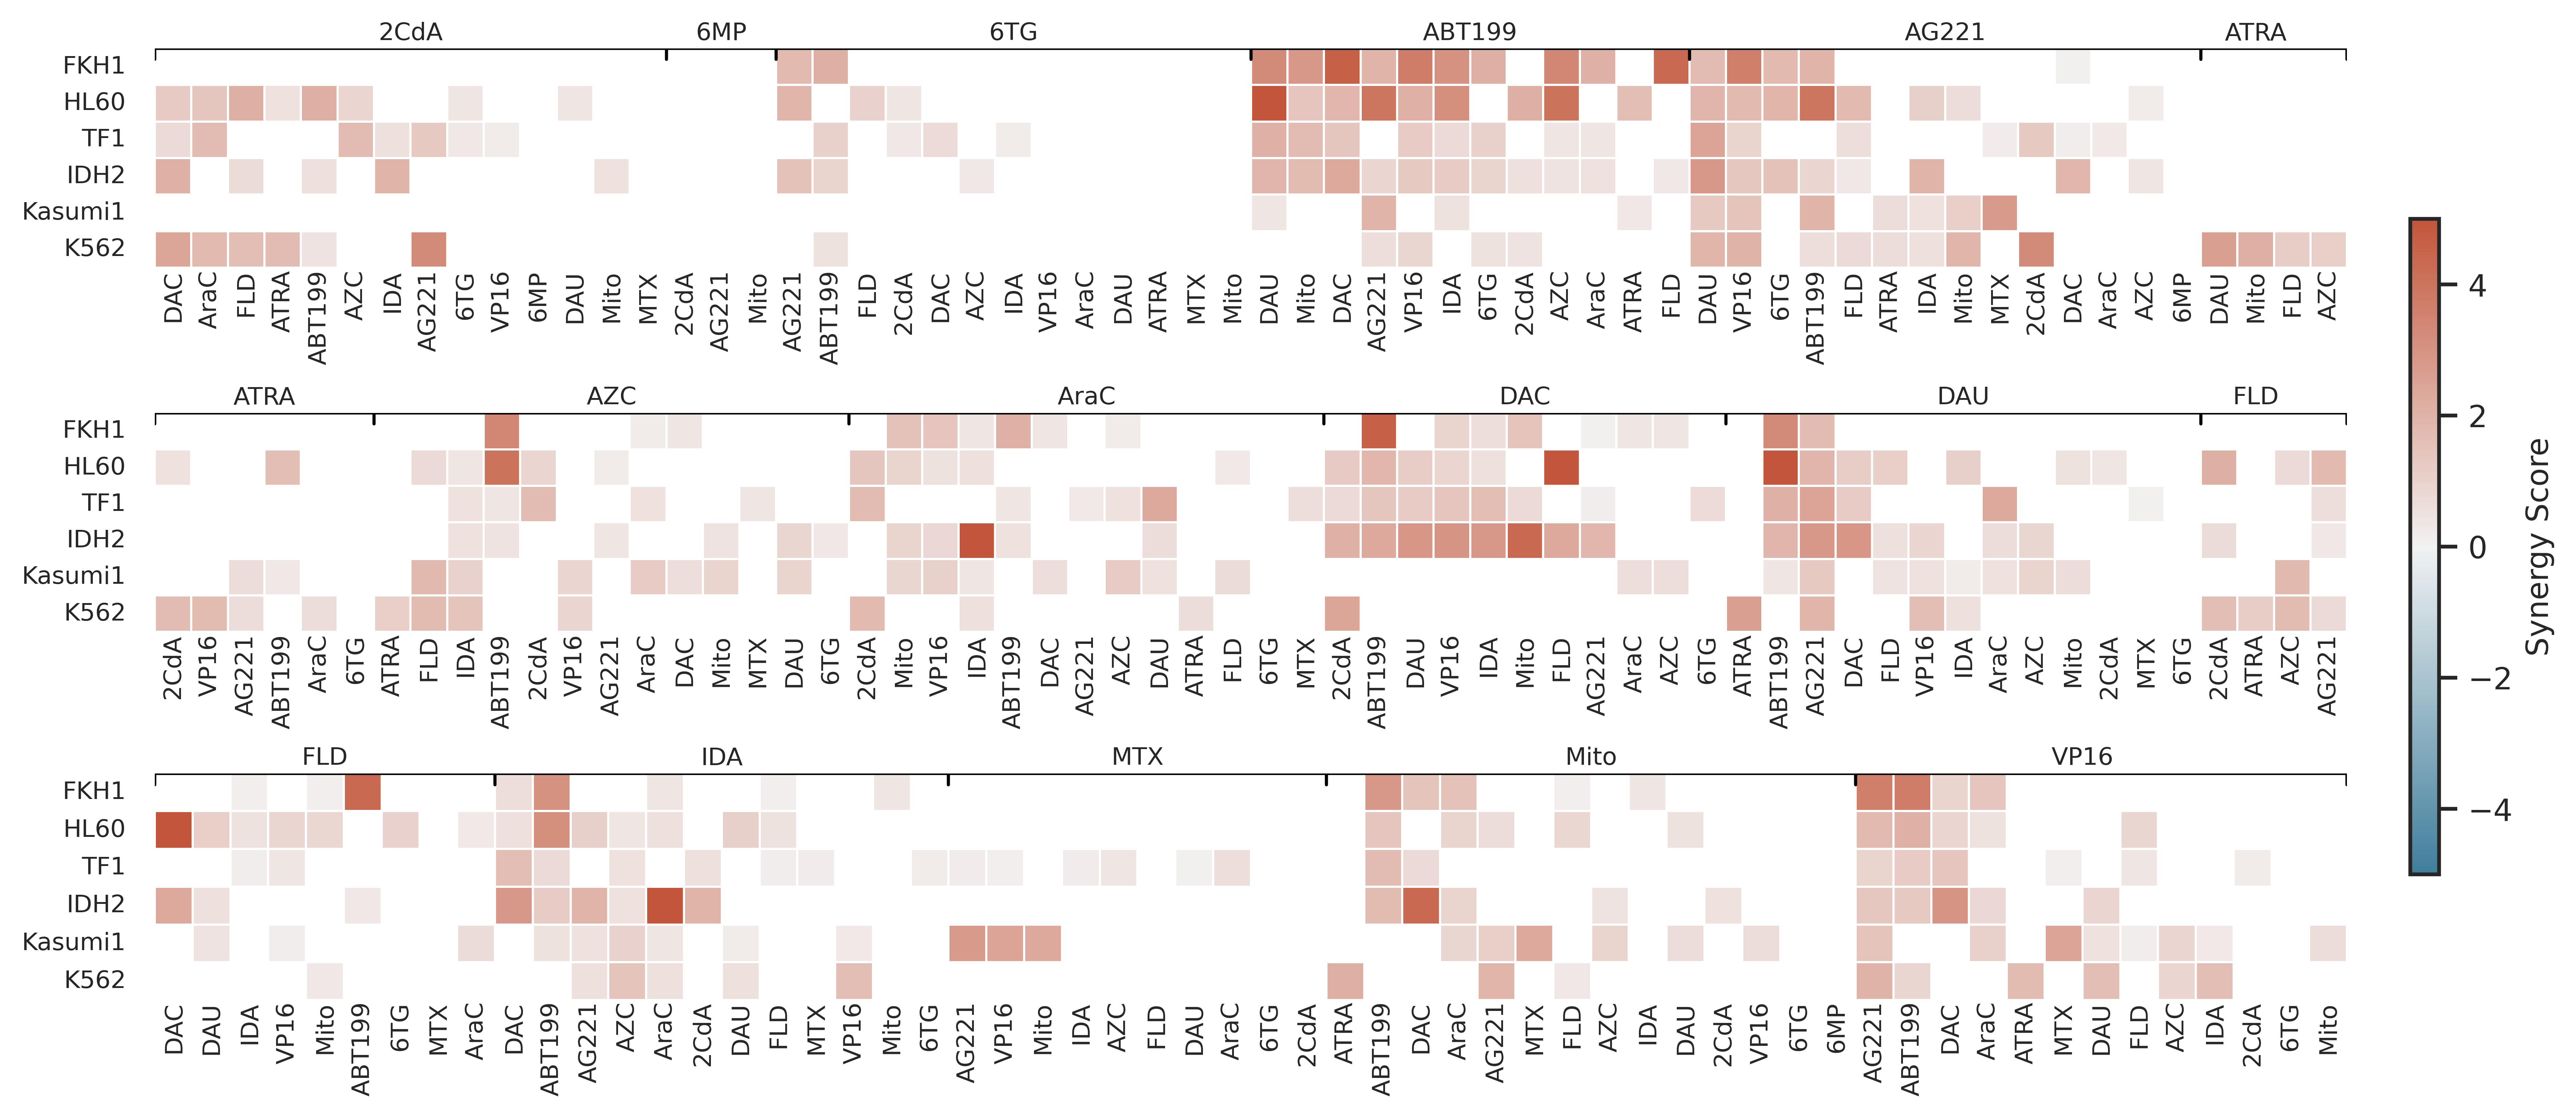 2CdA 6MP 6TG ABT199 AG221 ATRA
FKH1
HL60
TF1
IDH2
Kasumi1
K562
DAC AraC FLD ATRA ABT199 AZC IDA AG221 6TG VP16 6MP DAU Mito MTX 2CdA AG221 Mito AG221 ABT199 FLD 2CdA DAC AZC IDA VP16 AraC DAU ATRA MTX Mito DAU Mito DAC AG221 VP16 IDA 6TG 2CdA AZC AraC ATRA FLD DAU VP16 6TG ABT199 FLD ATRA IDA Mito MTX 2CdA DAC AraC AZC 6MP DAU Mito FLD AZC
ATRA AZC AraC DAC DAU FLD
FKH1
HL60
TF1
IDH2
Kasumi1
K562
2CdA VP16 AG221 ABT199 AraC 6TG ATRA FLD IDA ABT199 2CdA VP16 AG221 AraC DAC Mito MTX DAU 6TG 2CdA Mito VP16 IDA ABT199 DAC AG221 AZC DAU ATRA FLD 6TG MTX 2CdA ABT199 DAU VP16 IDA Mito FLD AG221 AraC AZC 6TG ATRA ABT199 AG221 DAC FLD VP16 IDA AraC AZC Mito 2CdA MTX 6TG 2CdA ATRA AZC AG221
FLD IDA MTX Mito VP16
FKH1
HL60
TF1
IDH2
Kasumi1
K562
DAC DAU IDA VP16 Mito ABT199 6TG MTX AraC DAC ABT199 AG221 AZC AraC 2CdA DAU FLD MTX VP16 Mito 6TG AG221 VP16 Mito IDA AZC FLD DAU AraC 6TG 2CdA ATRA ABT199 DAC AraC AG221 MTX FLD AZC IDA DAU 2CdA VP16 6TG 6MP AG221 ABT199 DAC AraC ATRA MTX DAU FLD AZC IDA 2CdA 6TG Mito
4
2
0
−2
−4
Synergy Score